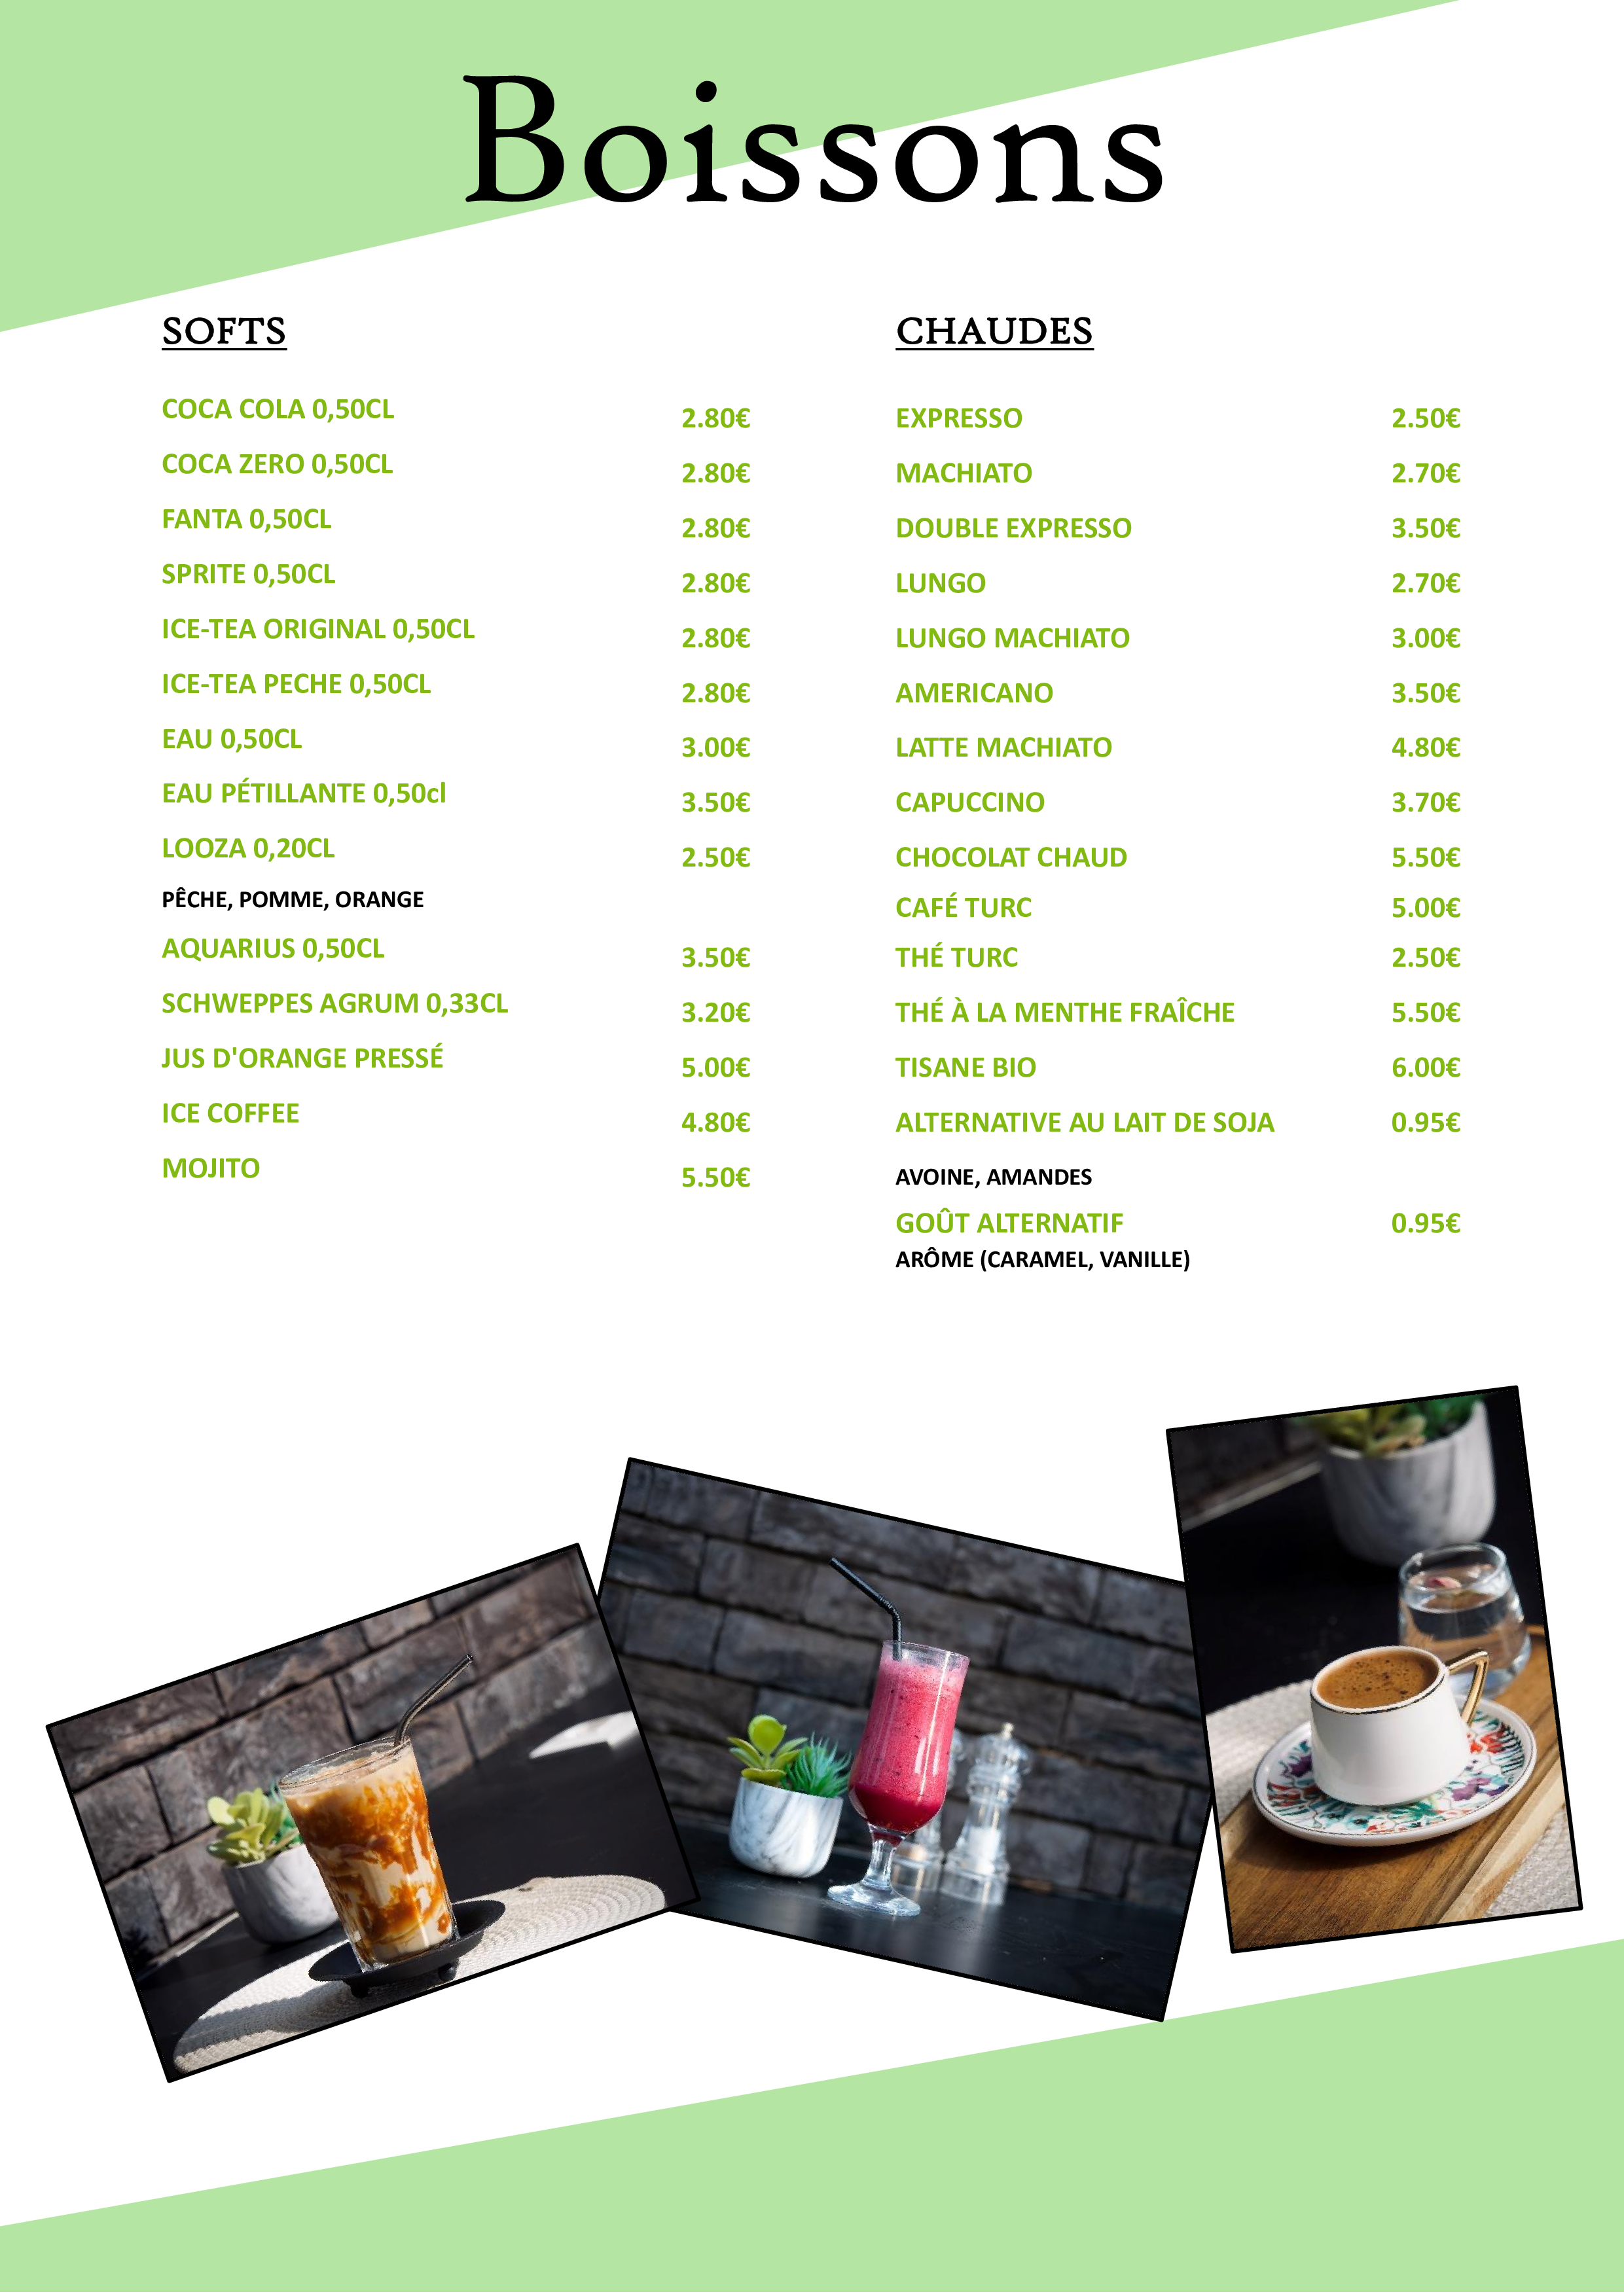 Boissons
SOFTS
COCA COLA 0,50CL 2.80€
COCA ZERO 0,50CL 2.80€
FANTA 0,50CL 2.80€
SPRITE 0,50CL 2.80€
ICE-TEA ORIGINAL 0,50CL 2.80€
ICE-TEA PECHE 0,50CL 2.80€
EAU 0,50CL 3.00€
EAU PÉTILLANTE 0,50cl 3.50€
LOOZA 0,20CL 2.50€
PÊCHE, POMME, ORANGE
AQUARIUS 0,50CL 3.50€
SCHWEPPES AGRUM 0,33CL 3.20€
JUS D'ORANGE PRESSÉ 5.00€
ICE COFFEE 4.80€
MOJITO 5.50€
CHAUDES
EXPRESSO 2.50€
MACHIATO 2.70€
DOUBLE EXPRESSO 3.50€
LUNGO 2.70€
LUNGO MACHIATO 3.00€
AMERICANO 3.50€
LATTE MACHIATO 4.80€
CAPUCCINO 3.70€
CHOCOLAT CHAUD 5.50€
CAFÉ TURC 5.00€
THÉ TURC 2.50€
THÉ À LA MENTHE FRAÎCHE 5.50€
TISANE BIO 6.00€
ALTERNATIVE AU LAIT DE SOJA 0.95€
AVOINE, AMANDES
GOÛT ALTERNATIF 0.95€
ARÔME (CARAMEL, VANILLE)